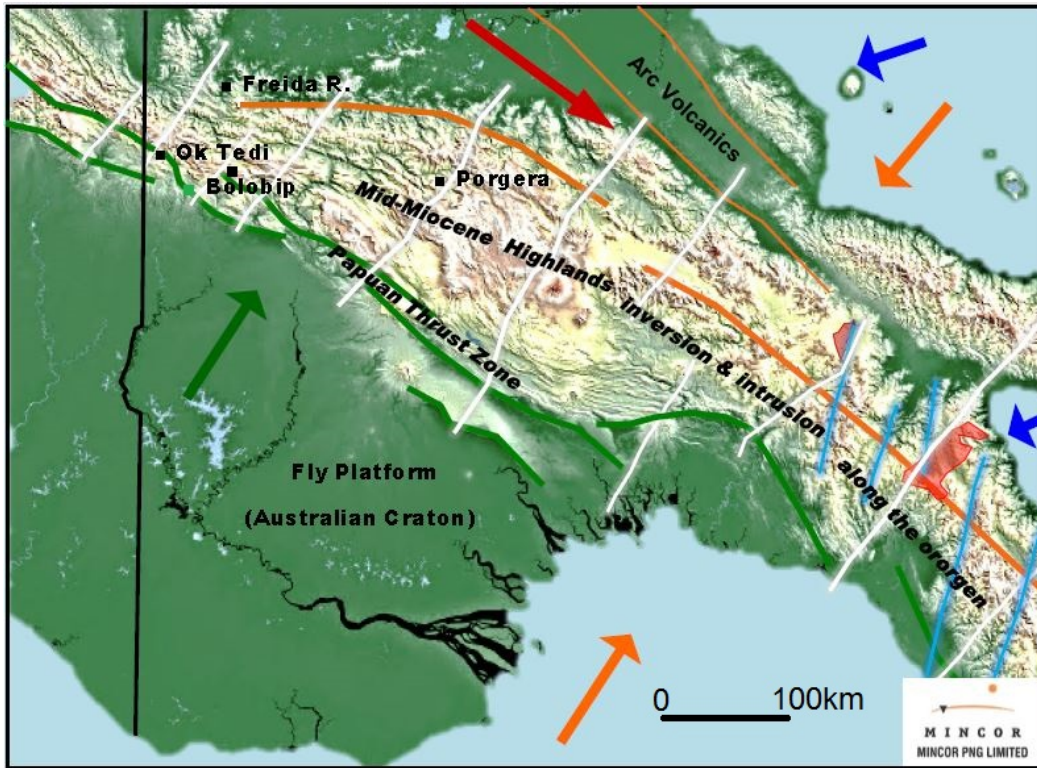 Freida R.
Arc Volcanics
Ok Tedi
Bolobip
Porgera
Mid-Miocene Highlands Inversion & intrusion along the ororgen
Papuan Thrust Zone
Fly Platform
(Australian Craton)
0 100km
MINCOR
MINCOR PNG LIMITED